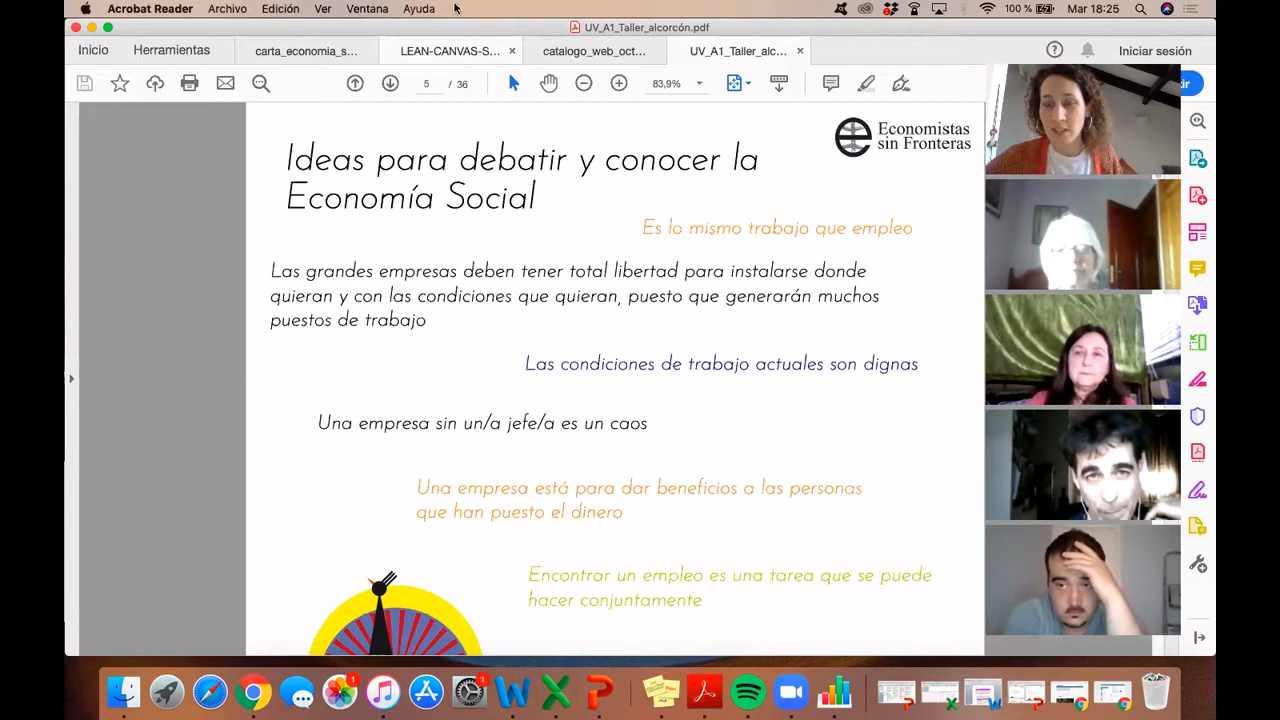 Acrobat Reader Archivo Edición Ver Ventana Ayuda 100 % Mar 18:25
UV_A1_Taller_alcorcón.pdf
Inicio Herramientas carta_economia_s... LEAN-CANVAS-S... × catalogo_web_oct... UV_A1_Taller_alc... × Iniciar sesión
5 / 36 83,9%
Economistas
sin Fronteras
Ideas para debatir y conocer la
Economía Social
Es lo mismo trabajo que empleo
Las grandes empresas deben tener total libertad para instalarse donde
quieran y con las condiciones que quieran, puesto que generarán muchos
puestos de trabajo
Las condiciones de trabajo actuales son dignas
Una empresa sin un/a jefe/a es un caos
Una empresa está para dar beneficios a las personas
que han puesto el dinero
Encontrar un empleo es una tarea que se puede
hacer conjuntamente